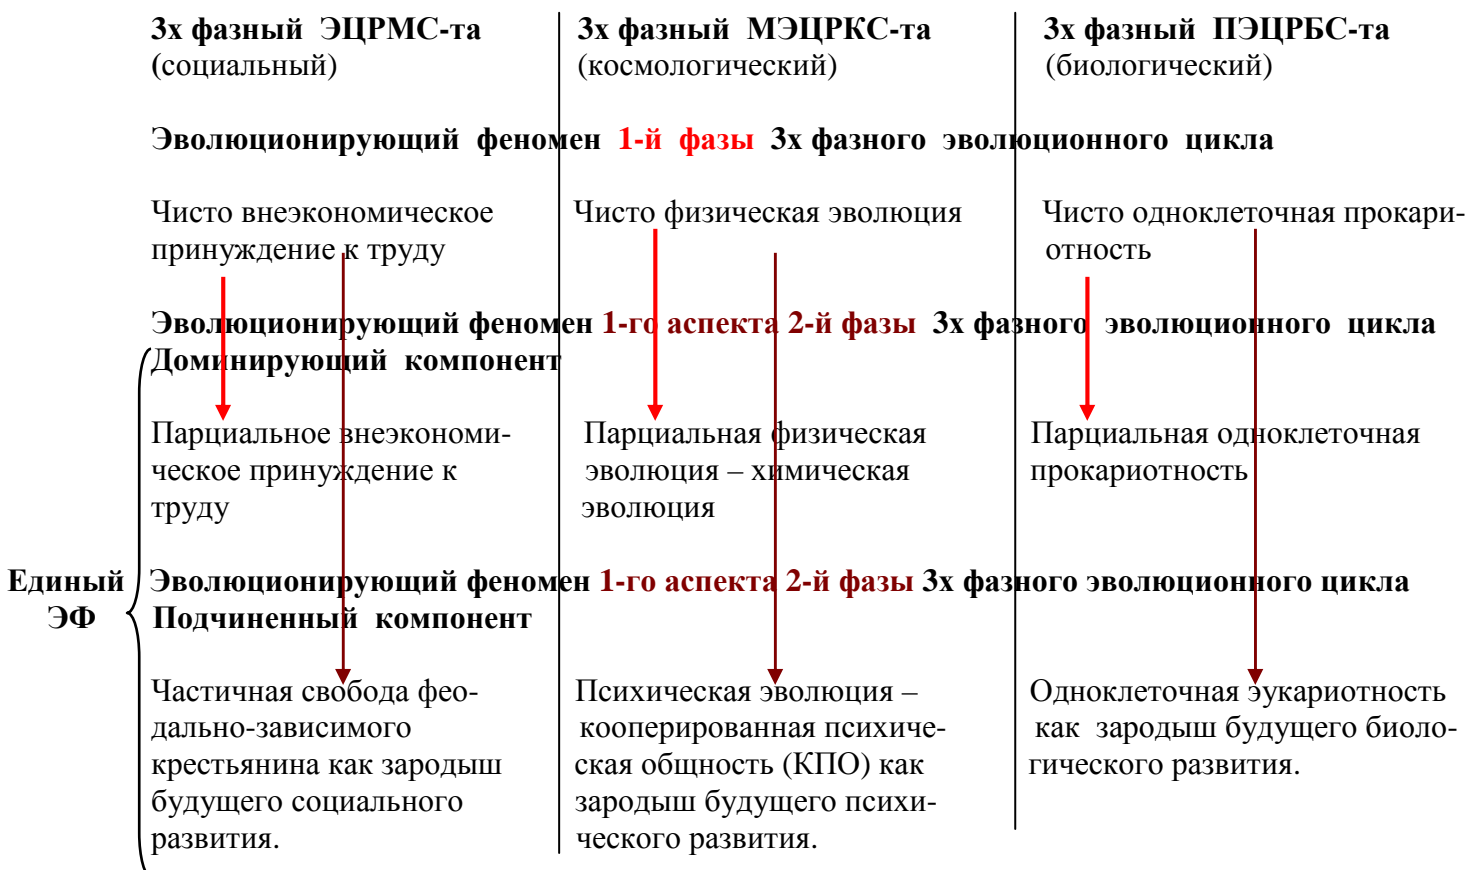 3х фазный ЭЦРМС-та 3х фазный МЭЦРКС-та 3х фазный ПЭЦРБС-та
(социальный) (космологический) (биологический)
Эволюционирующий феномен 1-й фазы 3х фазного эволюционного цикла
Чисто внеэкономическое Чисто физическая эволюция Чисто одноклеточная прокари-
принуждение к труду отность
Эволюционирующий феномен 1-го аспекта 2-й фазы 3х фазного эволюционного цикла
Доминирующий компонент
Парциальное внеэкономи- Парциальная физическая Парциальная одноклеточная
ческое принуждение к эволюция – химическая прокариотность
труду эволюция
Единый Эволюционирующий феномен 1-го аспекта 2-й фазы 3х фазного эволюционного цикла
ЭФ Подчиненный компонент
Частичная свобода фео- Психическая эволюция – Одноклеточная эукариотность
дально-зависимого кооперированная психиче- как зародыш будущего биоло-
крестьянина как зародыш ская общность (КПО) как гического развития.
будущего социального зародыш будущего психи-
развития. ческого развития.